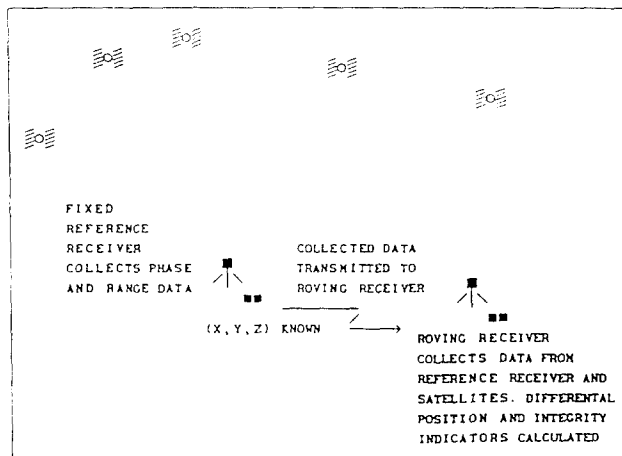 FIXED
REFERENCE
RECEIVER
COLLECTS PHASE
AND RANGE DATA
COLLECTED DATA
TRANSMITTED TO
ROVING RECEIVER
(X,Y,Z) KNOWN
ROVING RECEIVER
COLLECTS DATA FROM
REFERENCE RECEIVER AND
SATELLITES. DIFFERENTAL
POSITION AND INTEGRITY
INDICATORS CALCULATED